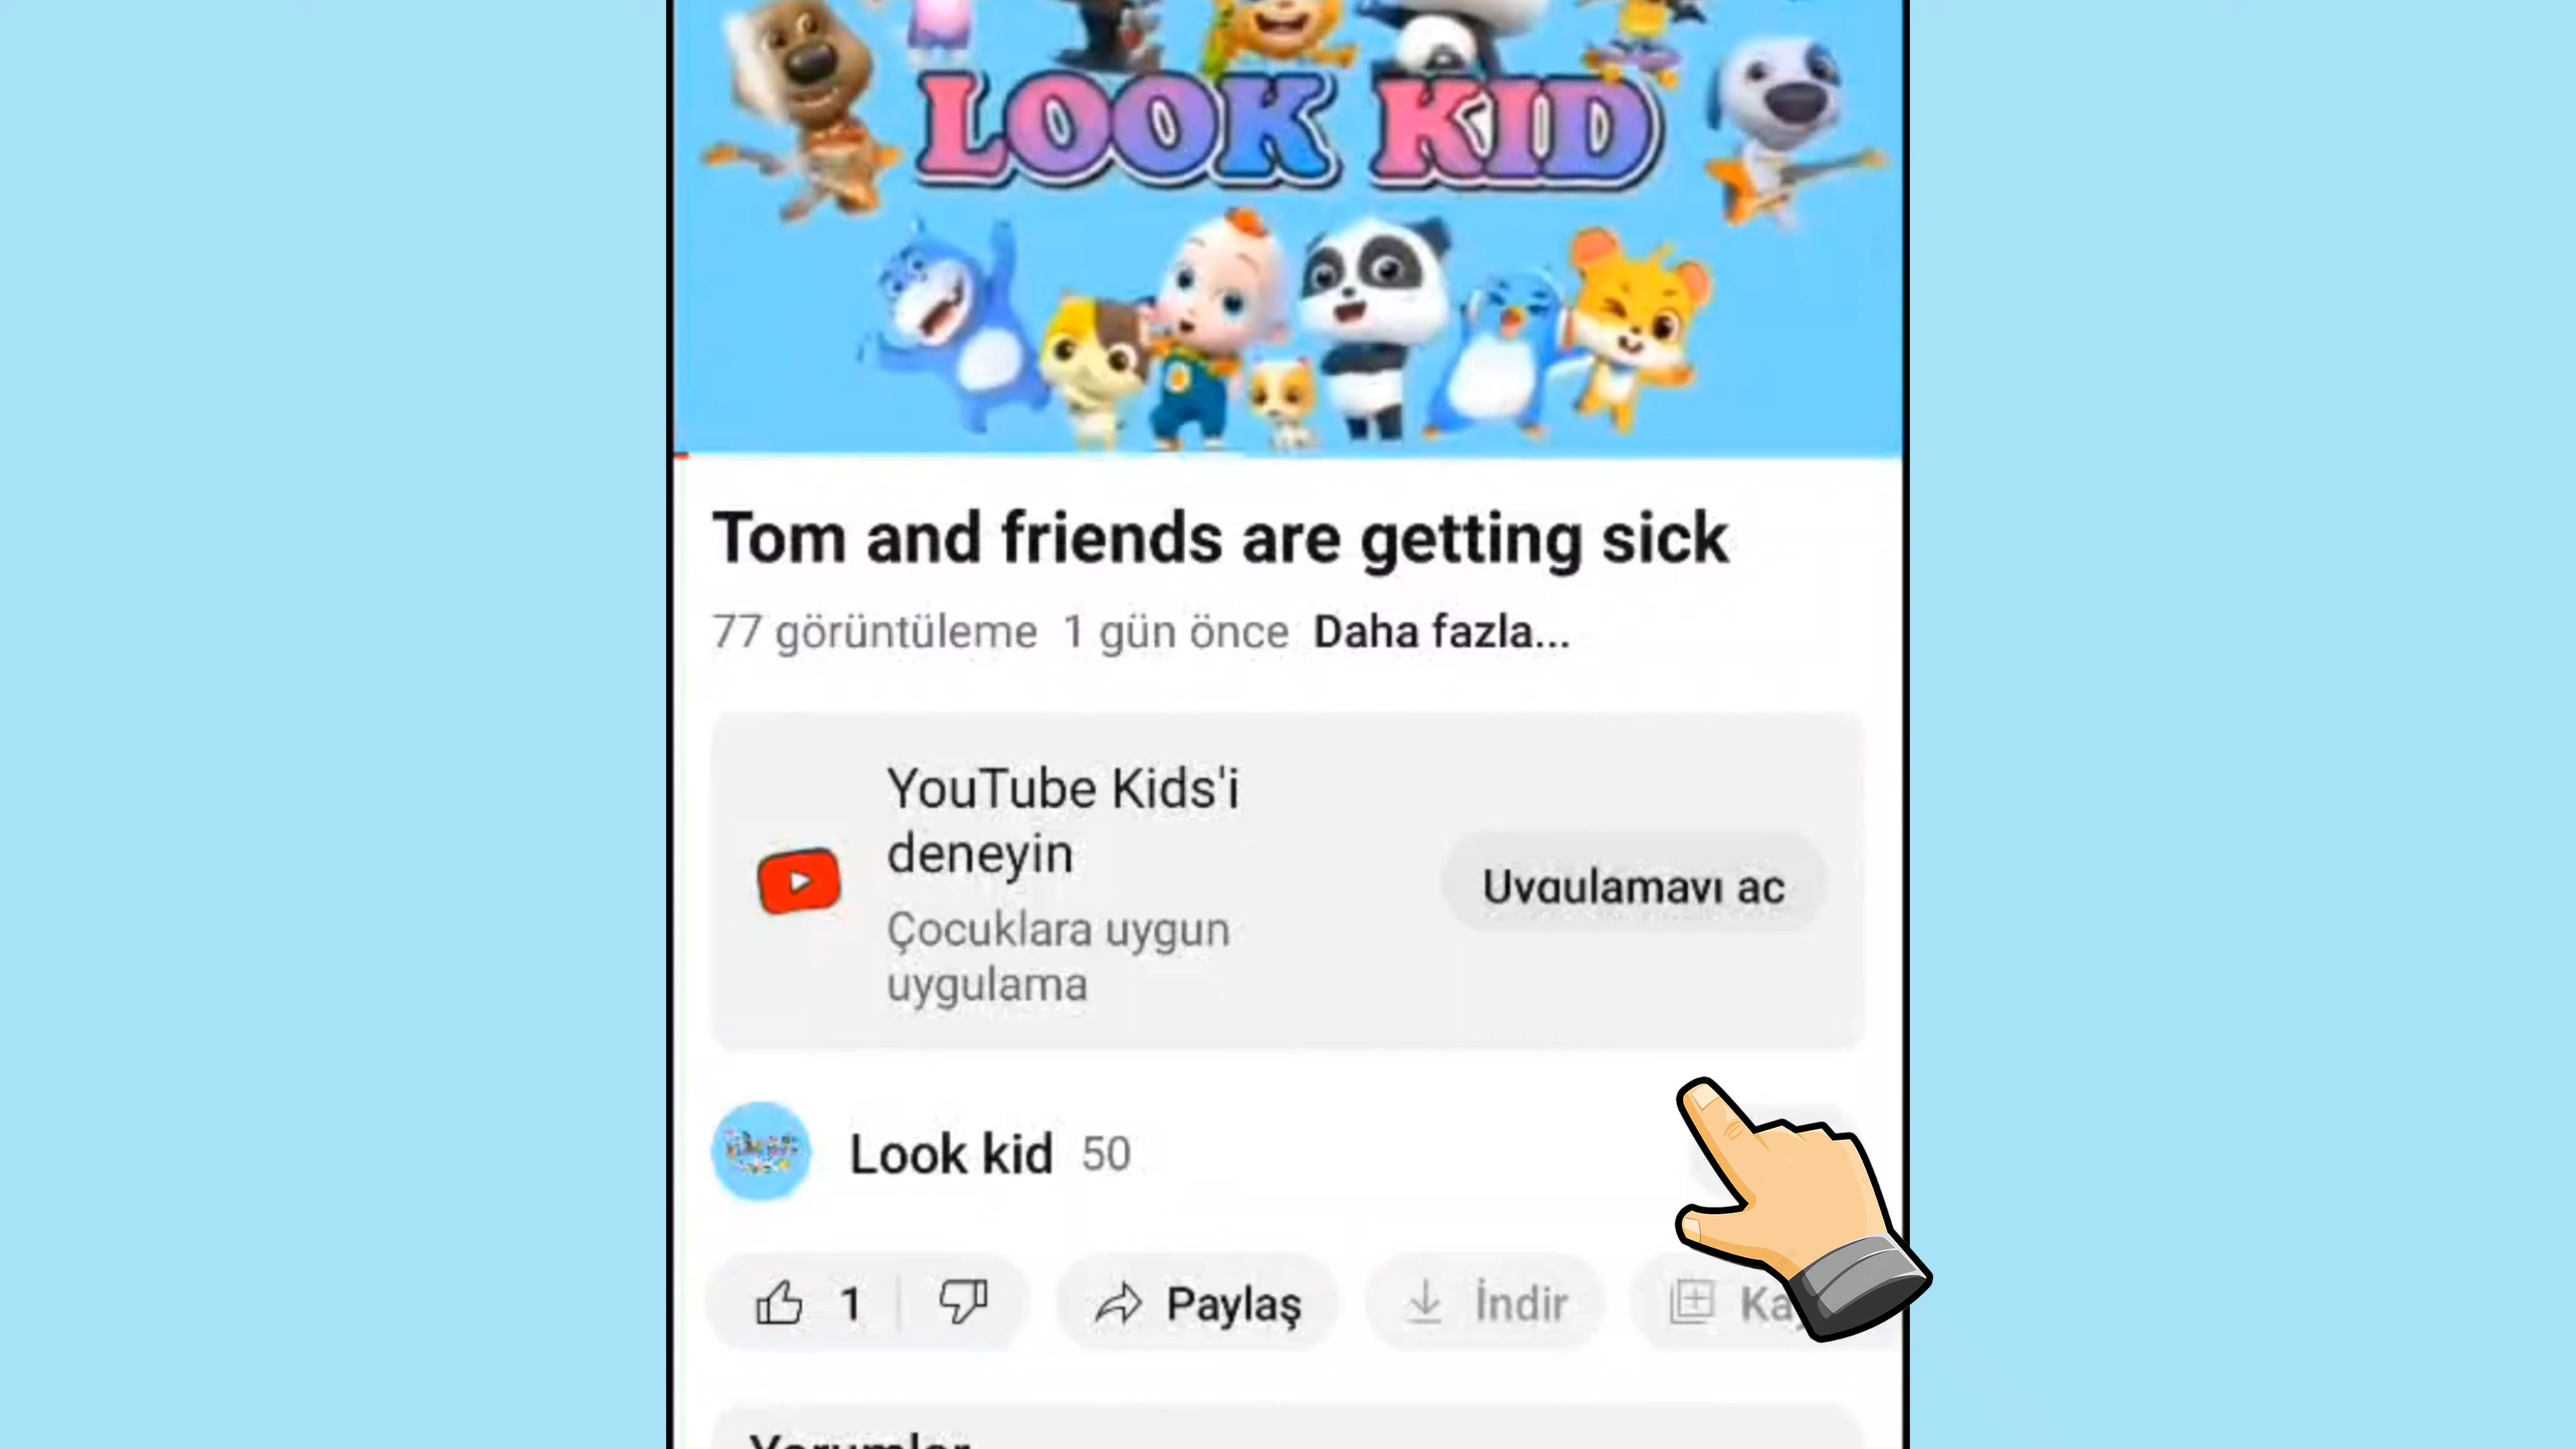 LOOK KID
Tom and friends are getting sick
77 görüntüleme 1 gün önce Daha fazla...
YouTube Kids'i
deneyin
Uygulamayı aç
Çocuklara uygun
uygulama
Look kid 50
1 Paylaş İndir
Yorumlar